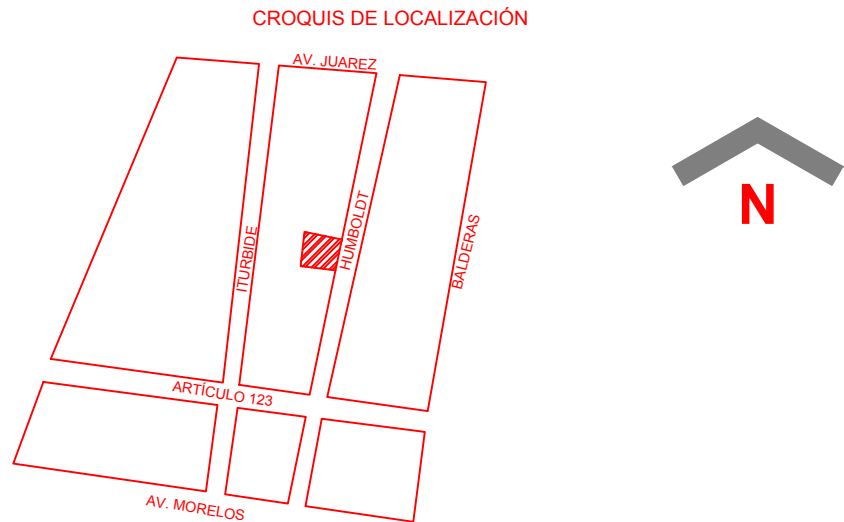 CROQUIS DE LOCALIZACIÓN
AV. JUAREZ
ITURBIDE
HUMBOLDT
BALDERAS
N
ARTÍCULO 123
AV. MORELOS